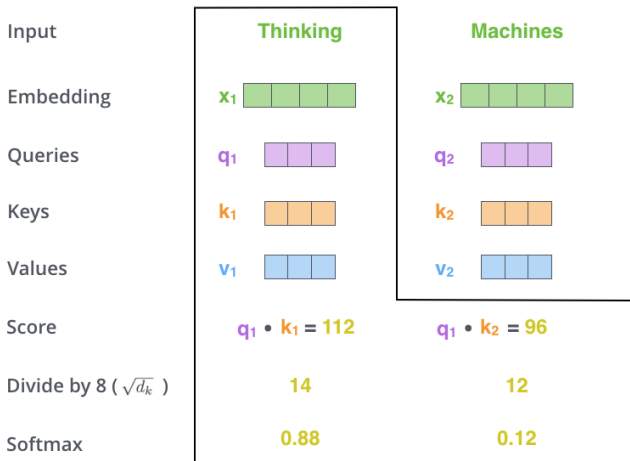 Input Thinking Machines
Embedding x₁ x₂
Queries q₁ q₂
Keys k₁ k₂
Values v₁ v₂
Score q₁ • k₁ = 112 q₁ • k₂ = 96
Divide by 8 ( √dₖ ) 14 12
Softmax 0.88 0.12